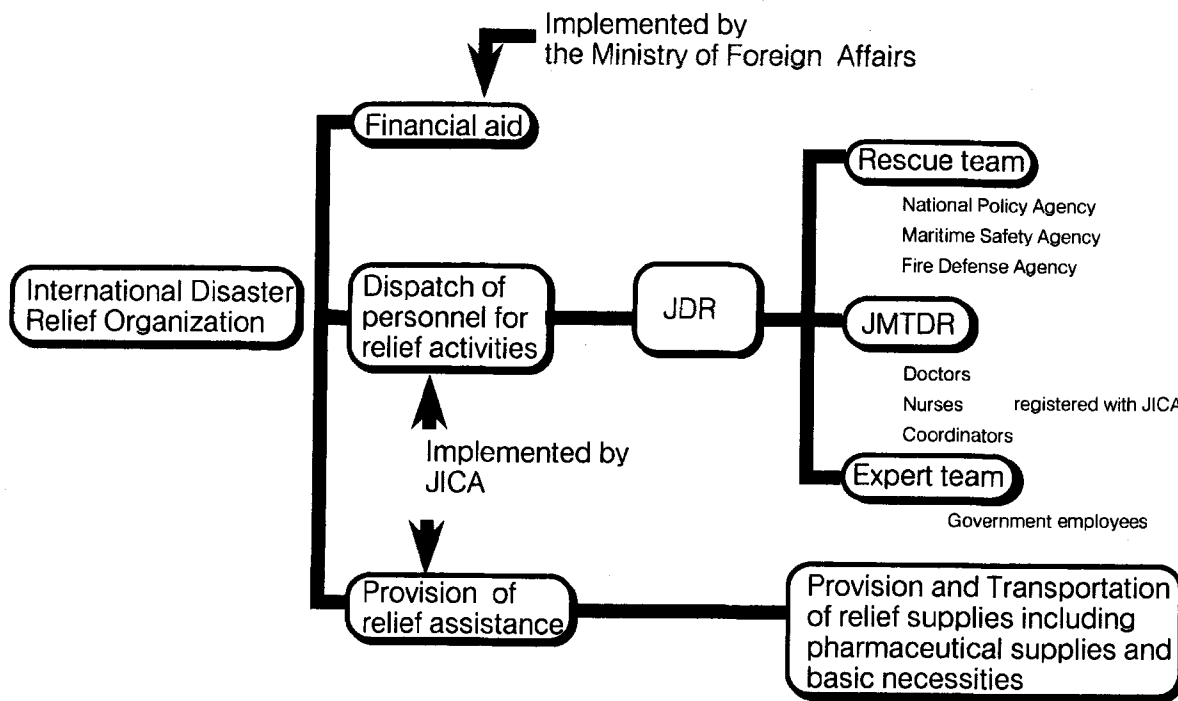 Implemented by
the Ministry of Foreign Affairs
Financial aid
Rescue team
National Policy Agency
Maritime Safety Agency
Fire Defense Agency
International Disaster
Relief Organization
Dispatch of
personnel for
relief activities
JDR
JMTDR
Doctors
Nurses registered with JICA
Coordinators
Implemented by
JICA
Expert team
Government employees
Provision of
relief assistance
Provision and Transportation
of relief supplies including
pharmaceutical supplies and
basic necessities